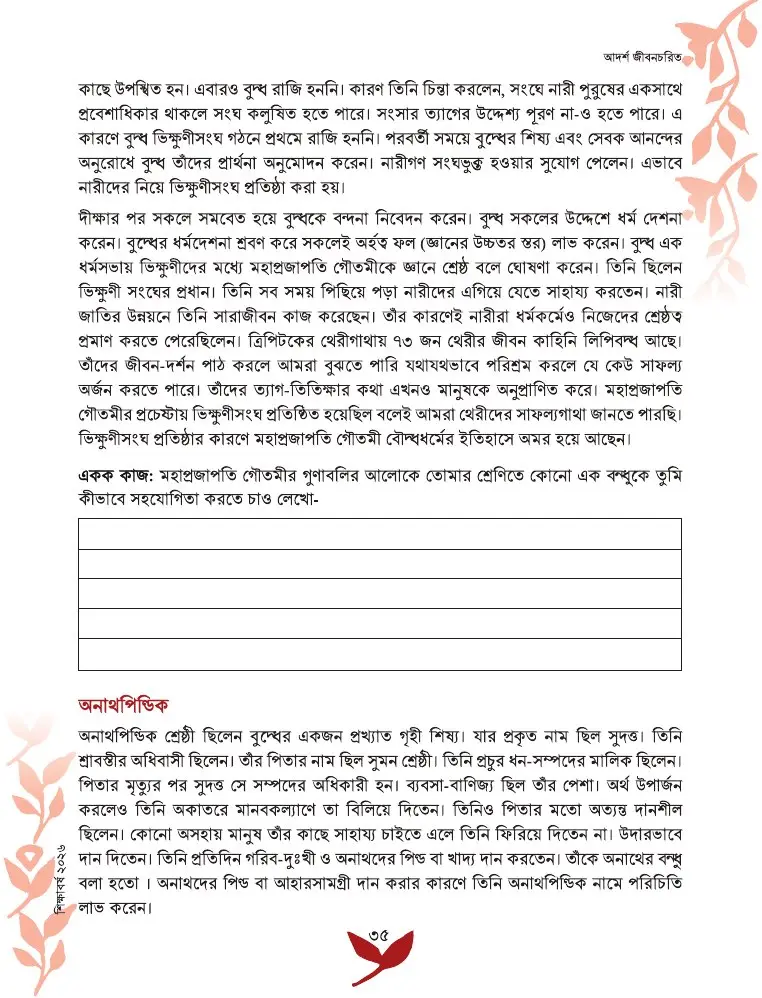 আদর্শ জীবনচরিত
কাছে উপস্থিত হন। এবারও বুদ্ধ রাজি হননি। কারণ তিনি চিন্তা করলেন, সংঘে নারী পুরুষের একসাথে
প্রবেশাধিকার থাকলে সংঘ কলুষিত হতে পারে। সংসার ত্যাগের উদ্দেশ্য পূরণ না-ও হতে পারে। এ
কারণে বুদ্ধ ভিক্ষুণীসংঘ গঠনে প্রথমে রাজি হননি। পরবর্তী সময়ে বুদ্ধের শিষ্য এবং সেবক আনন্দের
অনুরোধে বুদ্ধ তাঁদের প্রার্থনা অনুমোদন করেন। নারীগণ সংঘভুক্ত হওয়ার সুযোগ পেলেন। এভাবে
নারীদের নিয়ে ভিক্ষুণীসংঘ প্রতিষ্ঠা করা হয়।
দীক্ষার পর সকলে সমবেত হয়ে বুদ্ধকে বন্দনা নিবেদন করেন। বুদ্ধ সকলের উদ্দেশে ধর্ম দেশনা
করেন। বুদ্ধের ধর্মদেশনা শ্রবণ করে সকলেই অর্হত্ব ফল (জ্ঞানের উচ্চতর স্তর) লাভ করেন। বুদ্ধ এক
ধর্মসভায় ভিক্ষুণীদের মধ্যে মহাপ্রজাপতি গৌতমীকে জ্ঞানে শ্রেষ্ঠ বলে ঘোষণা করেন। তিনি ছিলেন
ভিক্ষুণী সংঘের প্রধান। তিনি সব সময় পিছিয়ে পড়া নারীদের এগিয়ে যেতে সাহায্য করতেন। নারী
জাতির উন্নয়নে তিনি সারাজীবন কাজ করেছেন। তাঁর কারণেই নারীরা ধর্মকর্মেও নিজেদের শ্রেষ্ঠত্ব
প্রমাণ করতে পেরেছিলেন। ত্রিপিটকের থেরীগাথায় ৭৩ জন থেরীর জীবন কাহিনি লিপিবদ্ধ আছে।
তাঁদের জীবন-দর্শন পাঠ করলে আমরা বুঝতে পারি যথাযথভাবে পরিশ্রম করলে যে কেউ সাফল্য
অর্জন করতে পারে। তাঁদের ত্যাগ-তিতিক্ষার কথা এখনও মানুষকে অনুপ্রাণিত করে। মহাপ্রজাপতি
গৌতমীর প্রচেষ্টায় ভিক্ষুণীসংঘ প্রতিষ্ঠিত হয়েছিল বলেই আমরা থেরীদের সাফল্যগাথা জানতে পারছি।
ভিক্ষুণীসংঘ প্রতিষ্ঠার কারণে মহাপ্রজাপতি গৌতমী বৌদ্ধধর্মের ইতিহাসে অমর হয়ে আছেন।
একক কাজ: মহাপ্রজাপতি গৌতমীর গুণাবলির আলোকে তোমার শ্রেণিতে কোনো এক বন্ধুকে তুমি
কীভাবে সহযোগিতা করতে চাও লেখো-
অনাথপিন্ডিক
অনাথপিন্ডিক শ্রেষ্ঠী ছিলেন বুদ্ধের একজন প্রখ্যাত গৃহী শিষ্য। যার প্রকৃত নাম ছিল সুদত্ত। তিনি
শ্রাবস্তীর অধিবাসী ছিলেন। তাঁর পিতার নাম ছিল সুমন শ্রেষ্ঠী। তিনি প্রচুর ধন-সম্পদের মালিক ছিলেন।
পিতার মৃত্যুর পর সুদত্ত সে সম্পদের অধিকারী হন। ব্যবসা-বাণিজ্য ছিল তাঁর পেশা। অর্থ উপার্জন
করলেও তিনি অকাতরে মানবকল্যাণে তা বিলিয়ে দিতেন। তিনিও পিতার মতো অত্যন্ত দানশীল
ছিলেন। কোনো অসহায় মানুষ তাঁর কাছে সাহায্য চাইতে এলে তিনি ফিরিয়ে দিতেন না। উদারভাবে
দান দিতেন। তিনি প্রতিদিন গরিব-দুঃখী ও অনাথদের পিন্ড বা খাদ্য দান করতেন। তাঁকে অনাথের বন্ধু
বলা হতো । অনাথদের পিন্ড বা আহারসামগ্রী দান করার কারণে তিনি অনাথপিন্ডিক নামে পরিচিতি
লাভ করেন।
শিক্ষাবর্ষ ২০২৬
৩৫